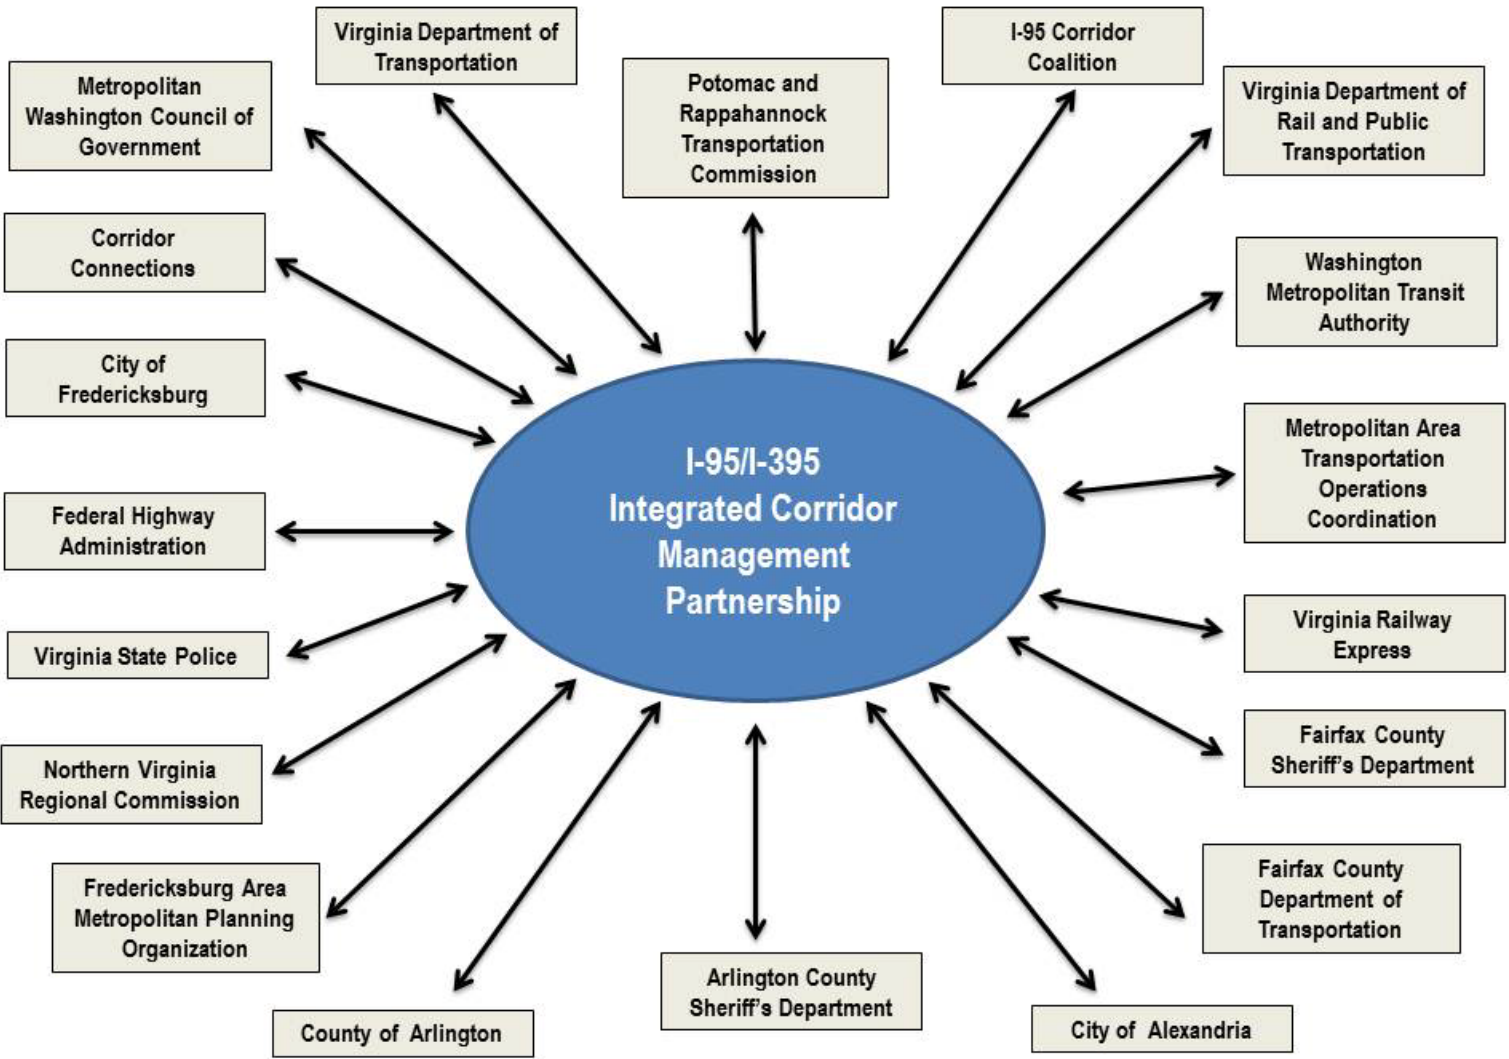 Virginia Department of
Transportation
I-95 Corridor
Coalition
Metropolitan
Washington Council of
Government
Potomac and
Rappahannock
Transportation
Commission
Virginia Department of
Rail and Public
Transportation
Corridor
Connections
Washington
Metropolitan Transit
Authority
City of
Fredericksburg
Metropolitan Area
Transportation
Operations
Coordination
I-95/I-395
Integrated Corridor
Management
Partnership
Federal Highway
Administration
Virginia Railway
Express
Virginia State Police
Fairfax County
Sheriff's Department
Northern Virginia
Regional Commission
Fairfax County
Department of
Transportation
Fredericksburg Area
Metropolitan Planning
Organization
Arlington County
Sheriff's Department
County of Arlington
City of Alexandria